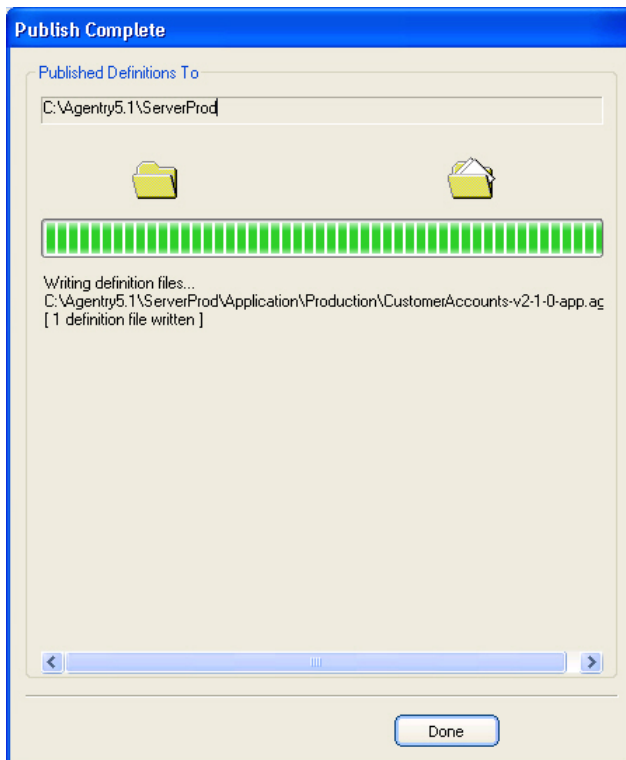 Publish Complete
Published Definitions To
C:\Agentry5.1\ServerProd
Writing definition files...
C:\Agentry5.1\ServerProd\Application\Production\CustomerAccounts-v2-1-0-app.ag
[ 1 definition file written ]
Done